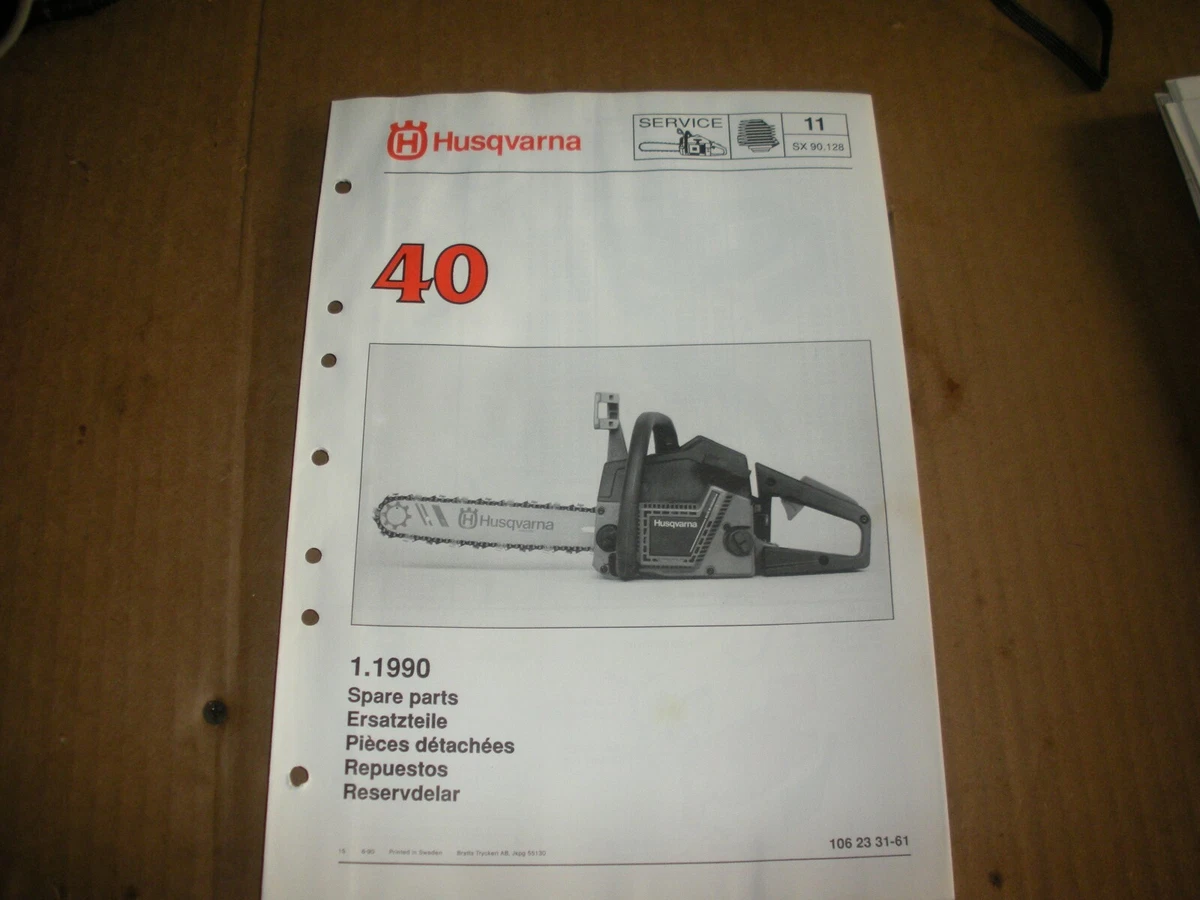 Husqvarna
SERVICE
11
SX 90.128
40
Husqvarna
Husqvarna
1.1990
Spare parts
Ersatzteile
Pièces détachées
Repuestos
Reservdelar
106 23 31-61
Printed in Sweden